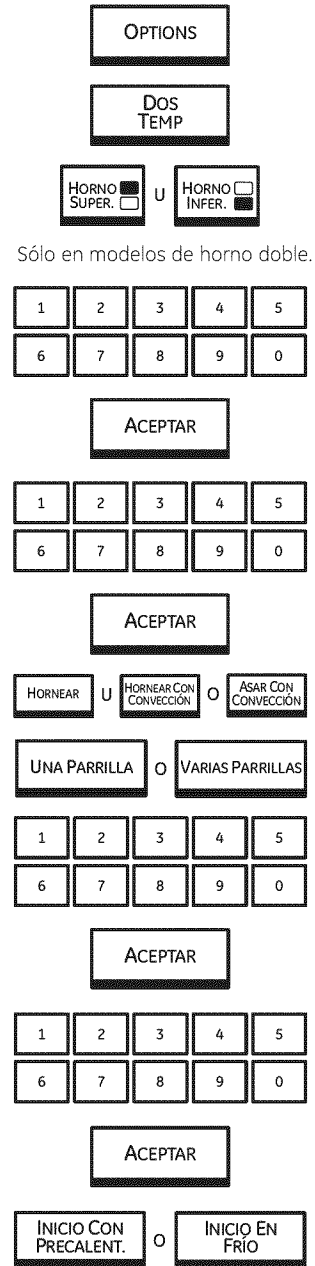 OPTIONS
DOS
TEMP
HORNO
SUPER.
U
HORNO
INFER.
Sólo en modelos de horno doble.
1 2 3 4 5
6 7 8 9 0
ACEPTAR
1 2 3 4 5
6 7 8 9 0
ACEPTAR
HORNEAR U HORNEAR CON
CONVECCIÓN O ASAR CON
CONVECCIÓN
UNA PARRILLA O VARIAS PARRILLAS
1 2 3 4 5
6 7 8 9 0
ACEPTAR
1 2 3 4 5
6 7 8 9 0
ACEPTAR
INICIO CON
PRECALENT.
O
INICIO EN
FRÍO